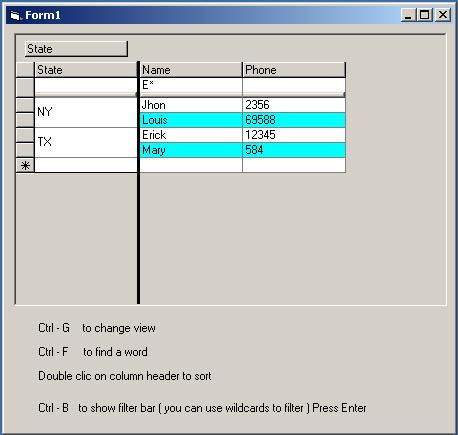 Form1
State
State Name Phone
E*
NY Jhon 2356
Louis 69588
TX Erick 12345
Mary 584
Ctrl - G to change view
Ctrl - F to find a word
Double clic on column header to sort
Ctrl - B to show filter bar ( you can use wildcards to filter ) Press Enter